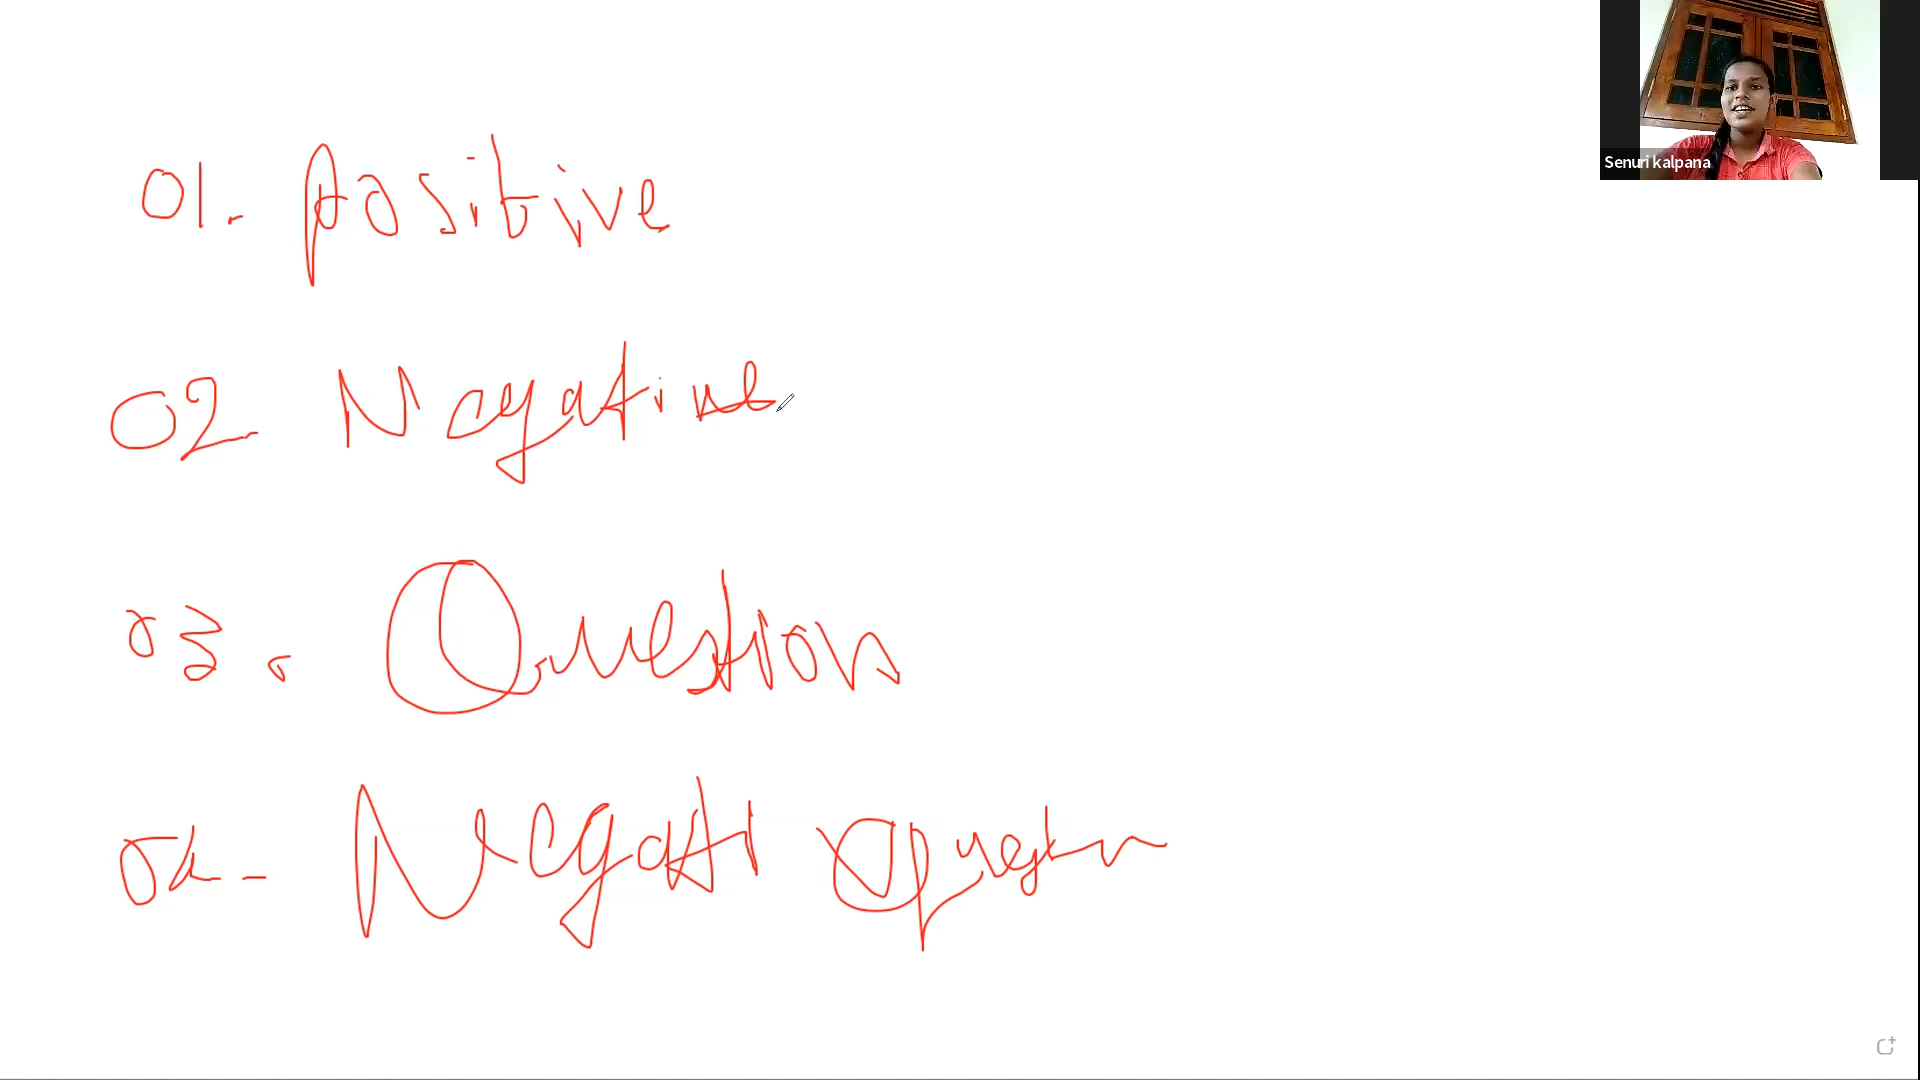 Senuri kalpana
01. Positive
02 Negative
03. Question
04- Negati Question